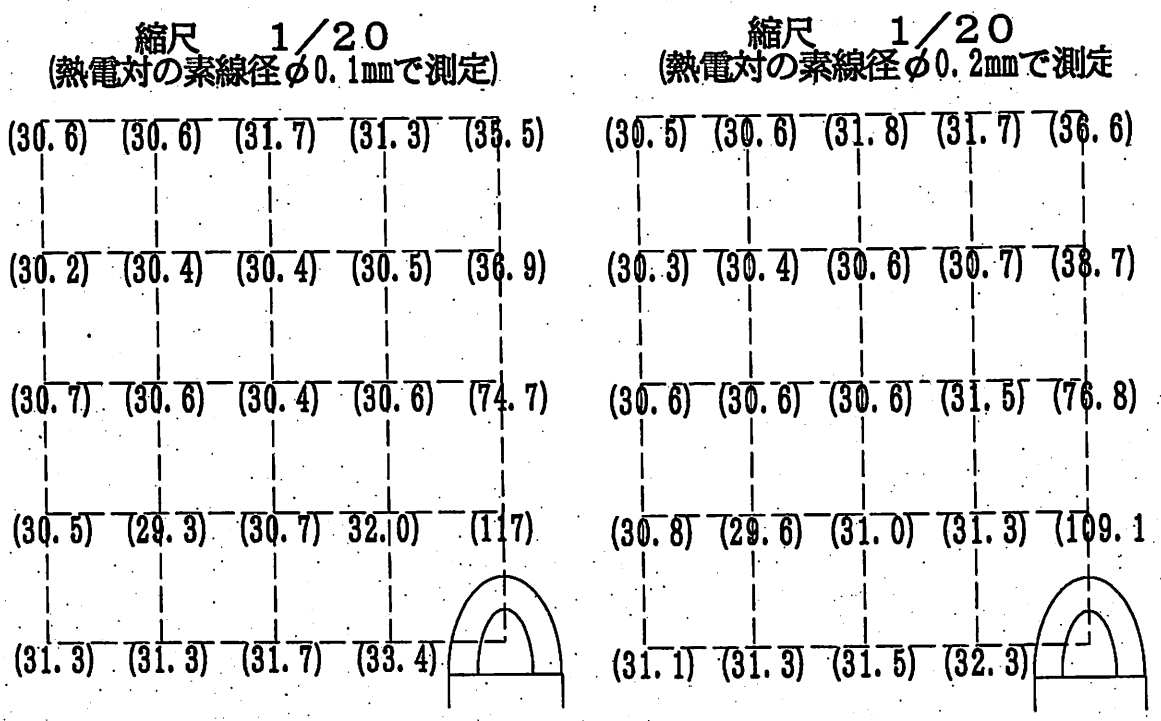 縮尺 1/20
(熱電対の素線径φ0.1mmで測定)
(30.6) (30.6) (31.7) (31.3) (35.5)
(30.2) (30.4) (30.4) (30.5) (36.9)
(30.7) (30.6) (30.4) (30.6) (74.7)
(30.5) (29.3) (30.7) 32.0) (117)
(31.3) (31.3) (31.7) (33.4)
縮尺 1/20
(熱電対の素線径φ0.2mmで測定
(30.5) (30.6) (31.8) (31.7) (36.6)
(30.3) (30.4) (30.6) (30.7) (38.7)
(30.6) (30.6) (30.6) (31.5) (76.8)
(30.8) (29.6) (31.0) (31.3) (109.1
(31.1) (31.3) (31.5) (32.3)